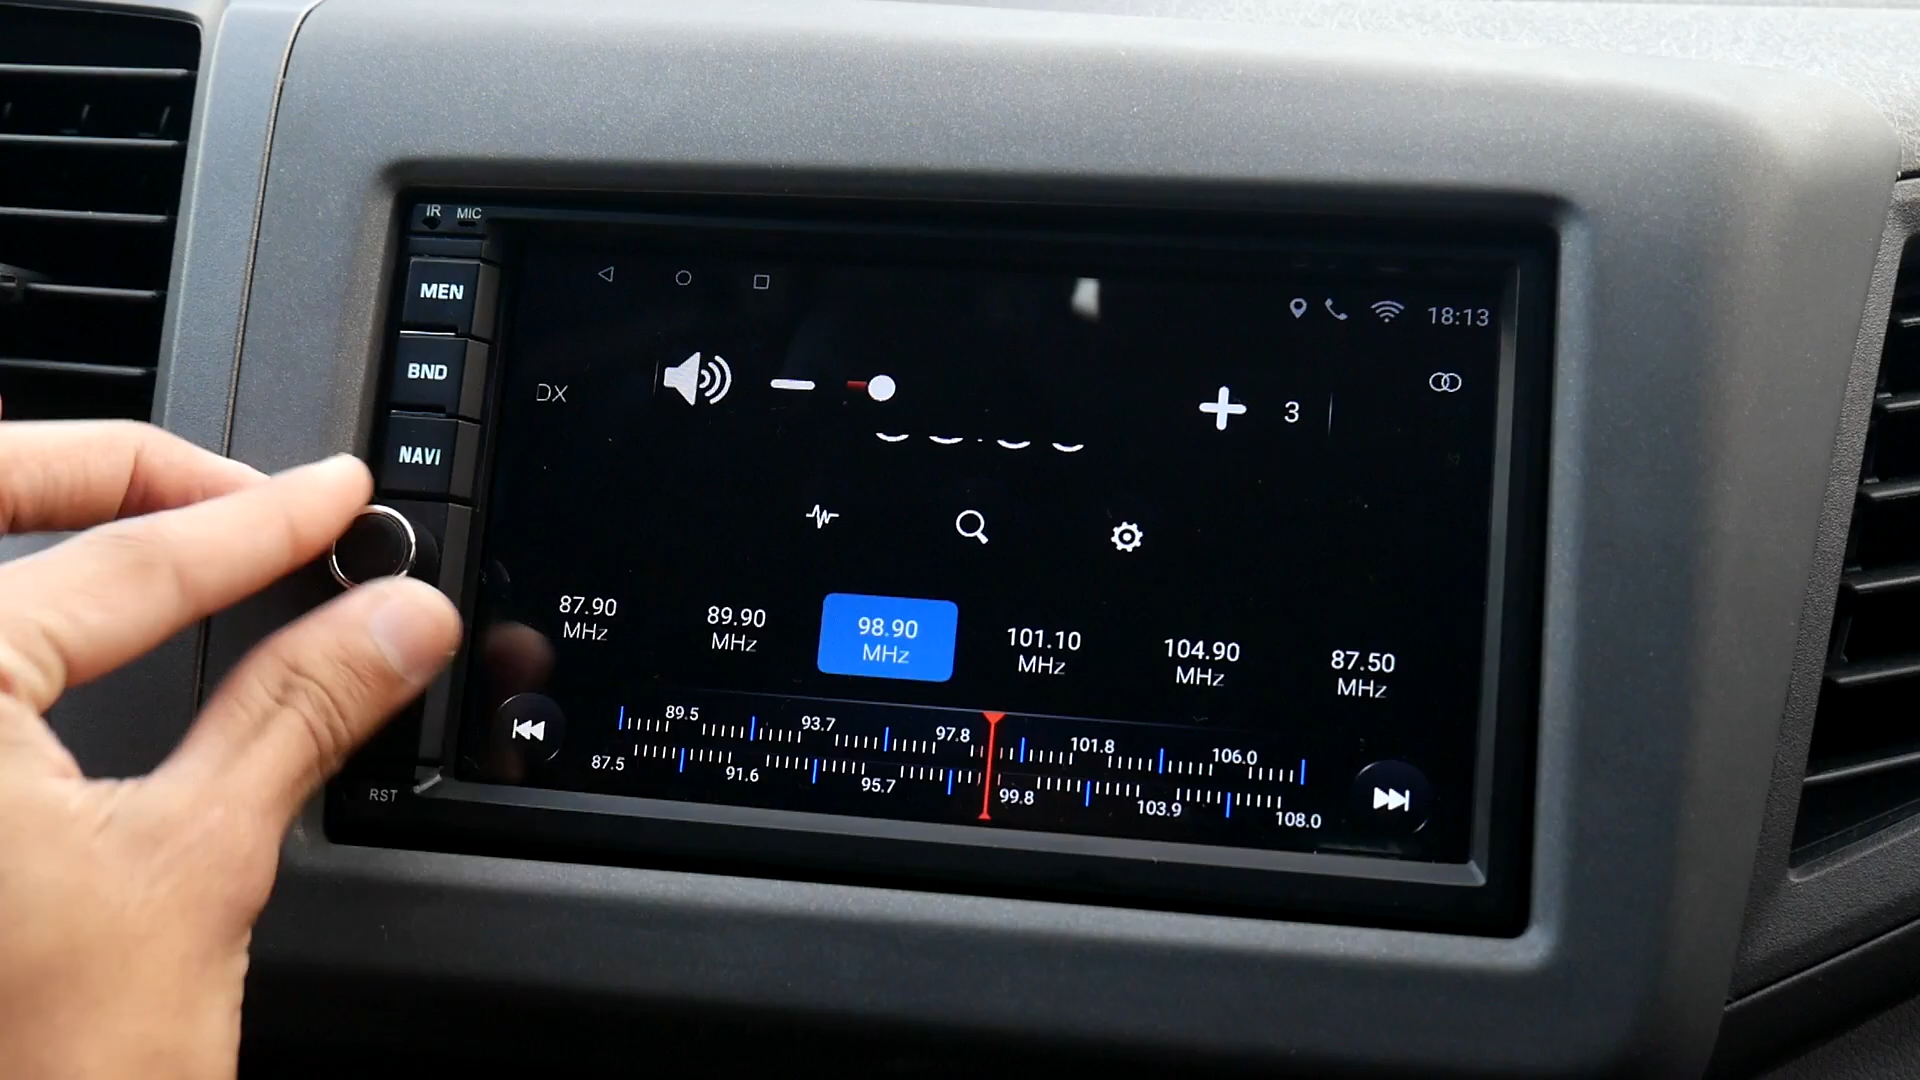 IR MIC
MEN
BND
NAVI
RST
18:13
DX
3
87.90
MHz
89.90
MHz
98.90
MHz
101.10
MHz
104.90
MHz
87.50
MHz
89.5 93.7 97.8 101.8 106.0
87.5 91.6 95.7 99.8 103.9 108.0